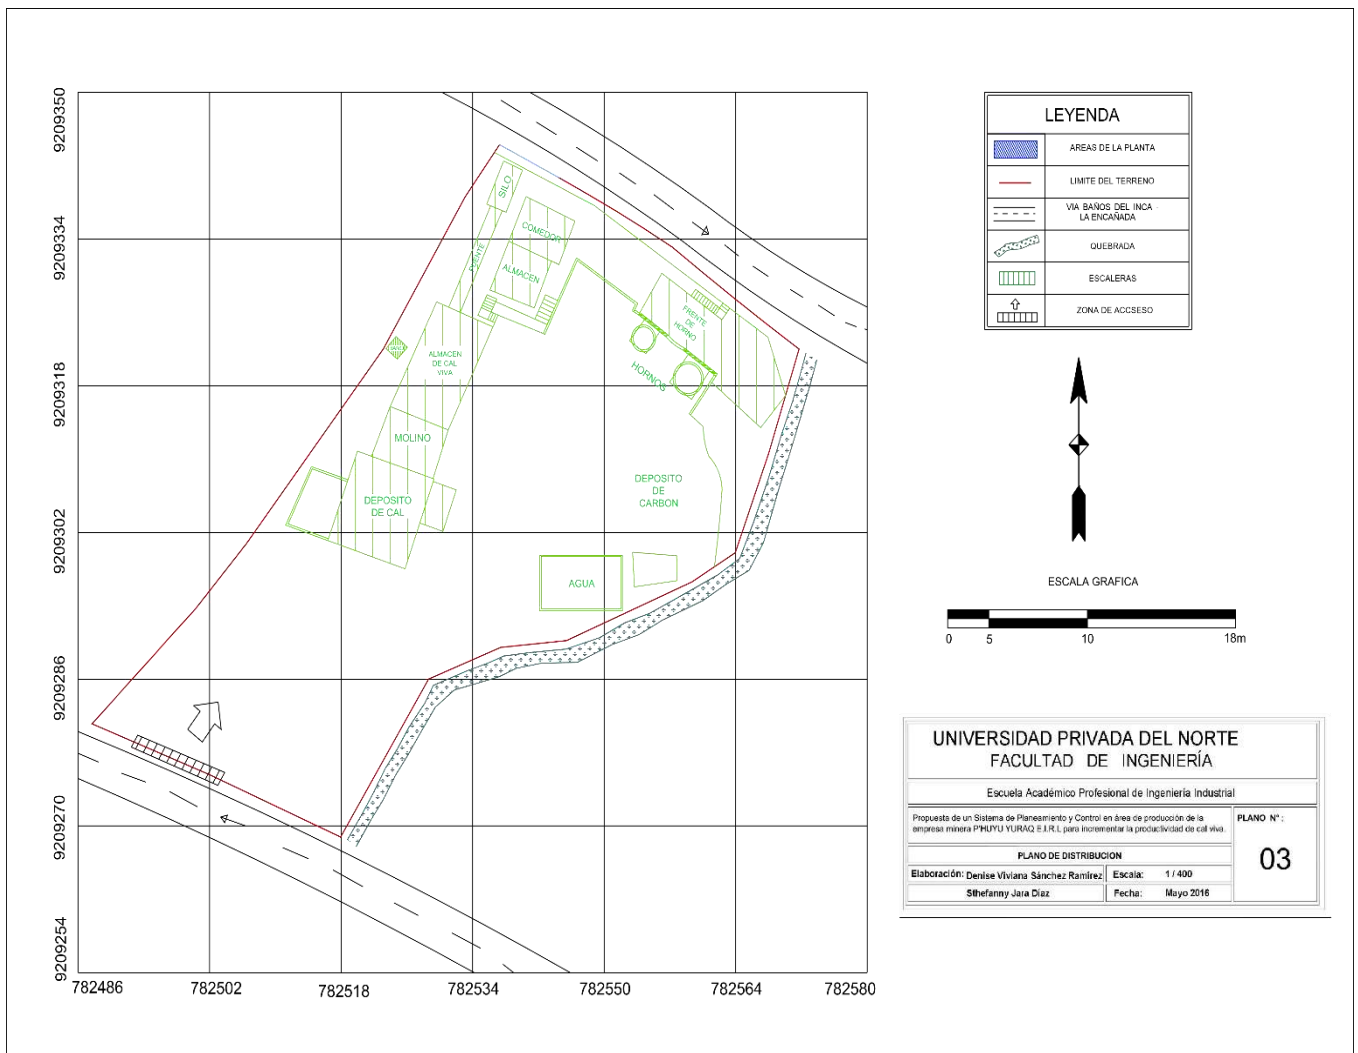 9209350
9209334
9209318
9209302
9209286
9209270
9209254
782486
782502
782518
782534
782550
782564
782580
SILO
COMEDOR
ALMACEN
ALMACEN
DE CAL
VIVA
MOLINO
DEPOSITO
DE CAL
FRENTE
DE
HORNO
HORNOS
DEPOSITO
DE
CARBON
AGUA
LEYENDA
AREAS DE LA PLANTA
LIMITE DEL TERRENO
VIA BAÑOS DEL INCA
LA ENCAÑADA
QUEBRADA
ESCALERAS
ZONA DE ACCSESO
ESCALA GRAFICA
0 5 10 18m
UNIVERSIDAD PRIVADA DEL NORTE
FACULTAD DE INGENIERÍA
Escuela Académico Profesional de Ingeniería Industrial
Propuesta de un Sistema de Planeamiento y Control en área de producción de la
empresa minera P'HUYU YURAQ E.I.R.L para incrementar la productividad de cal viva.
PLANO N° :
03
PLANO DE DISTRIBUCION
Elaboración: Denise Viviana Sánchez Ramírez
Escala: 1 / 400
Sthefanny Jara Díaz
Fecha: Mayo 2016